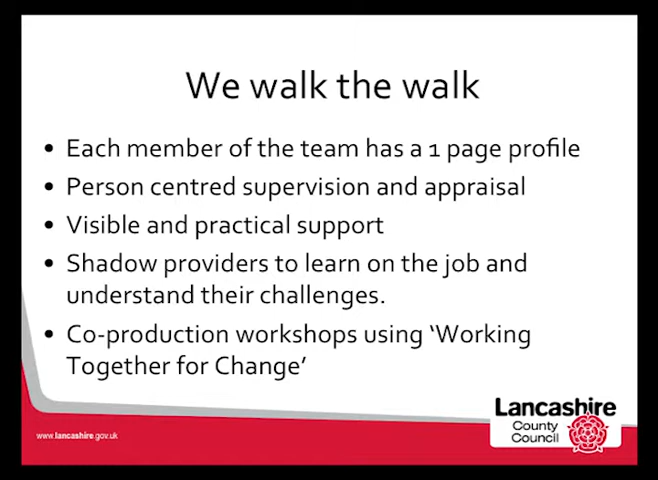 We walk the walk
• Each member of the team has a 1 page profile
• Person centred supervision and appraisal
• Visible and practical support
• Shadow providers to learn on the job and
understand their challenges.
• Co-production workshops using ‘Working
Together for Change’
www.lancashire.gov.uk
Lancashire
County
Council